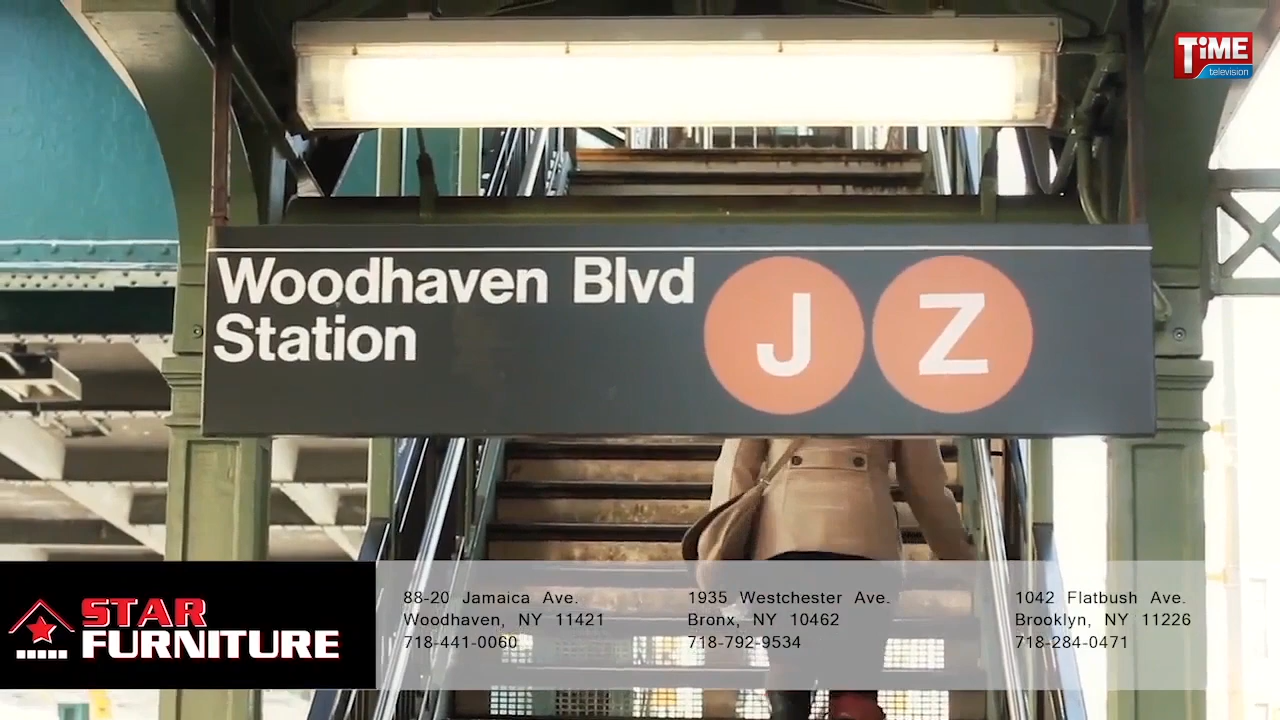 TiME
television
Woodhaven Blvd
Station
J Z
STAR
FURNITURE
88-20 Jamaica Ave.
Woodhaven, NY 11421
718-441-0060
1935 Westchester Ave.
Bronx, NY 10462
718-792-9534
1042 Flatbush Ave.
Brooklyn, NY 11226
718-284-0471